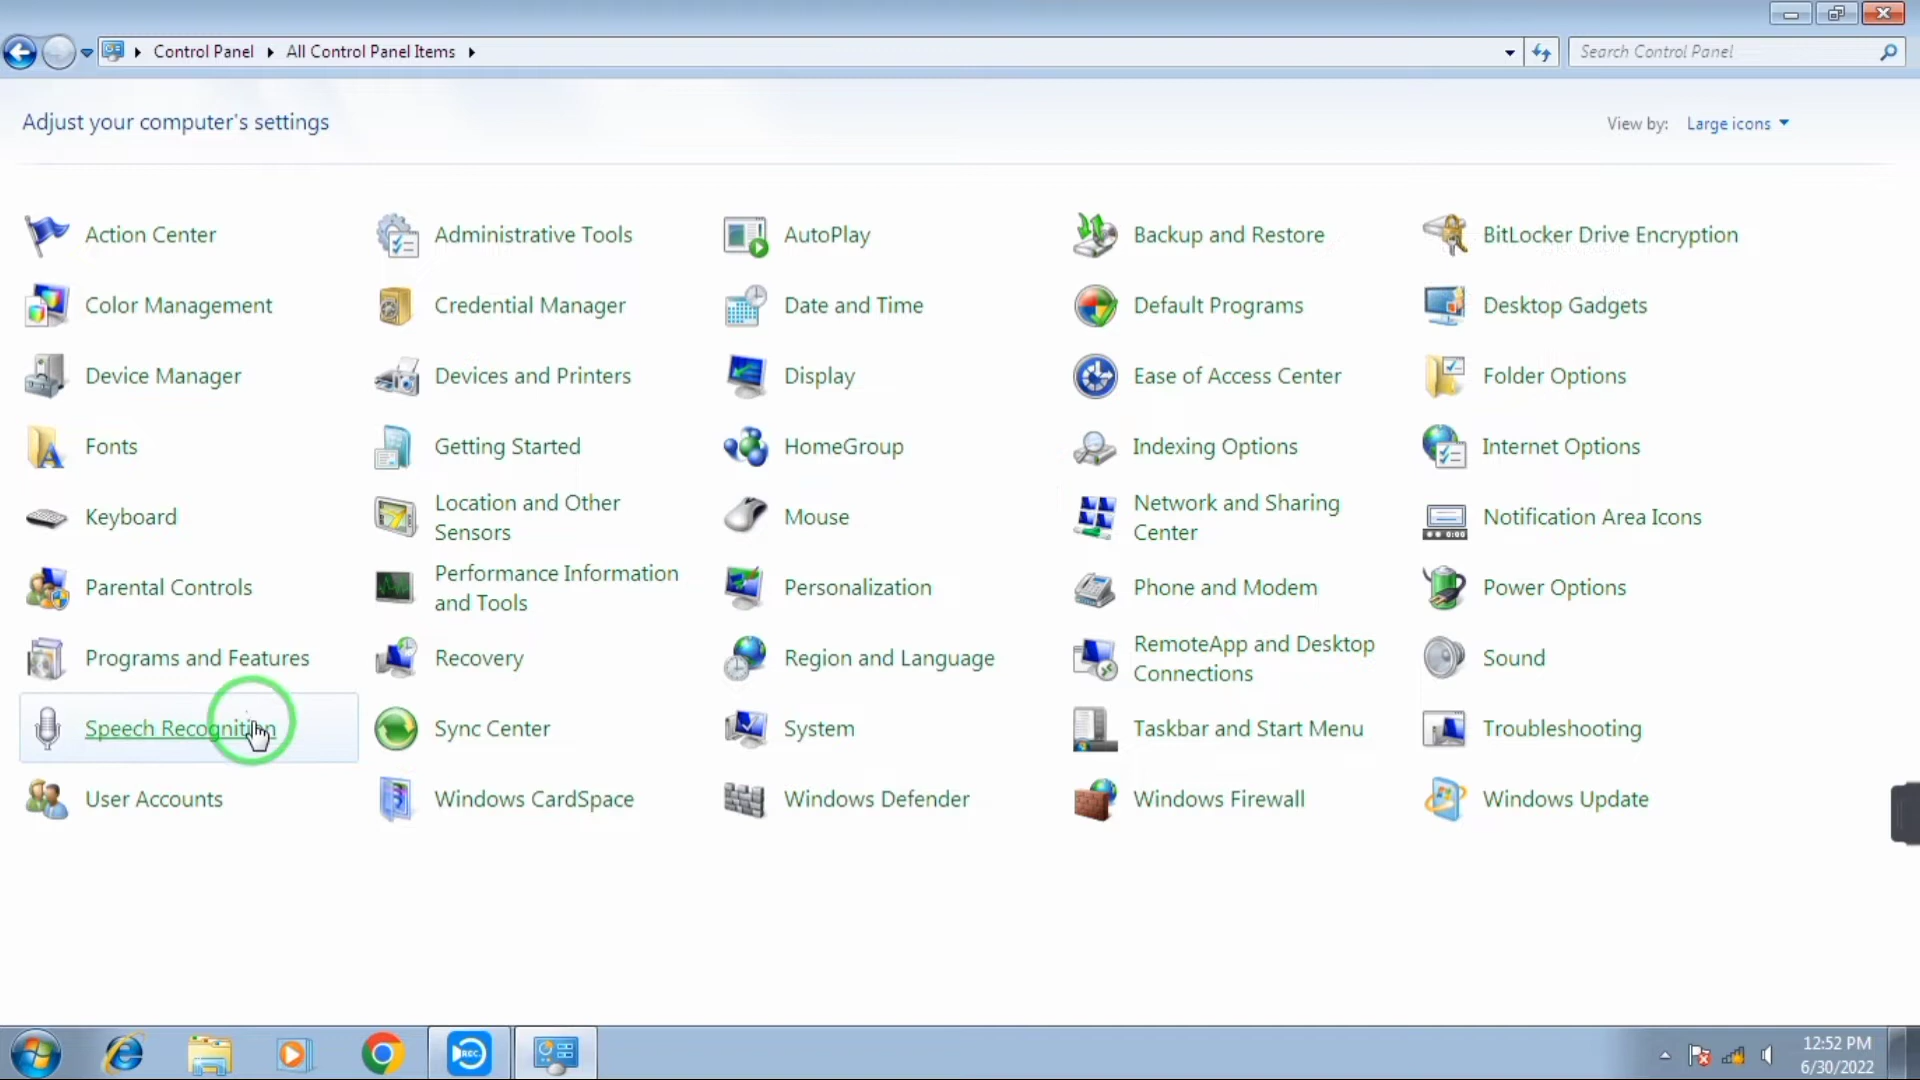 Control Panel
All Control Panel Items
Search Control Panel
Adjust your computer's settings
View by: Large icons
Action Center
Administrative Tools
AutoPlay
Backup and Restore
BitLocker Drive Encryption
Color Management
Credential Manager
Date and Time
Default Programs
Desktop Gadgets
Device Manager
Devices and Printers
Display
Ease of Access Center
Folder Options
Fonts
Getting Started
HomeGroup
Indexing Options
Internet Options
Keyboard
Location and Other
Sensors
Mouse
Network and Sharing
Center
Notification Area Icons
Parental Controls
Performance Information
and Tools
Personalization
Phone and Modem
Power Options
Programs and Features
Recovery
Region and Language
RemoteApp and Desktop
Connections
Sound
Speech Recognition
Sync Center
System
Taskbar and Start Menu
Troubleshooting
User Accounts
Windows CardSpace
Windows Defender
Windows Firewall
Windows Update
REC
12:52 PM
6/30/2022